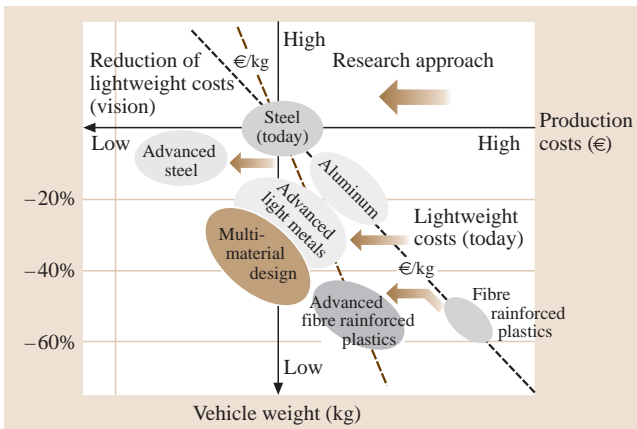 High
Reduction of
lightweight costs
(vision)
€/kg
Research approach
Steel
(today)
Production
costs (€)
Low
High
Advanced
steel
Aluminum
−20%
Advanced
light metals
Lightweight
costs (today)
Multi-
material
design
€/kg
−40%
Advanced
fibre rainforced
plastics
Fibre
rainforced
plastics
−60%
Low
Vehicle weight (kg)